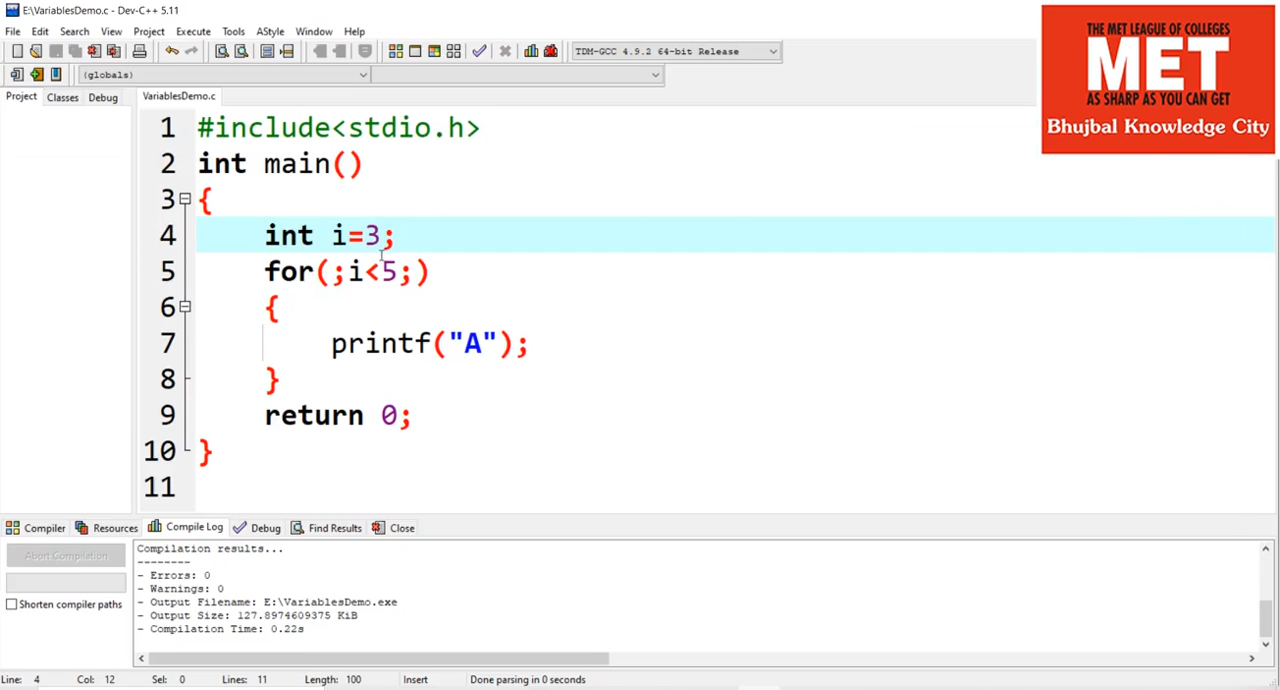 E:\VariablesDemo.c - Dev-C++ 5.11
File Edit Search View Project Execute Tools AStyle Window Help
TDM-GCC 4.9.2 64-bit Release
(globals)
Project Classes Debug
VariablesDemo.c
THE MET LEAGUE OF COLLEGES
MET
AS SHARP AS YOU CAN GET
Bhujbal Knowledge City
1 #include<stdio.h>
2 int main()
3 {
4 int i=3;
5 for(;i<5;)
6 {
7 printf("A");
8 }
9 return 0;
10 }
11
Compiler Resources Compile Log Debug Find Results Close
Abort Compilation
Shorten compiler paths
Compilation results...
--------
- Errors: 0
- Warnings: 0
- Output Filename: E:\VariablesDemo.exe
- Output Size: 127.8974609375 KiB
- Compilation Time: 0.22s
Line: 4 Col: 12 Sel: 0 Lines: 11 Length: 100 Insert Done parsing in 0 seconds